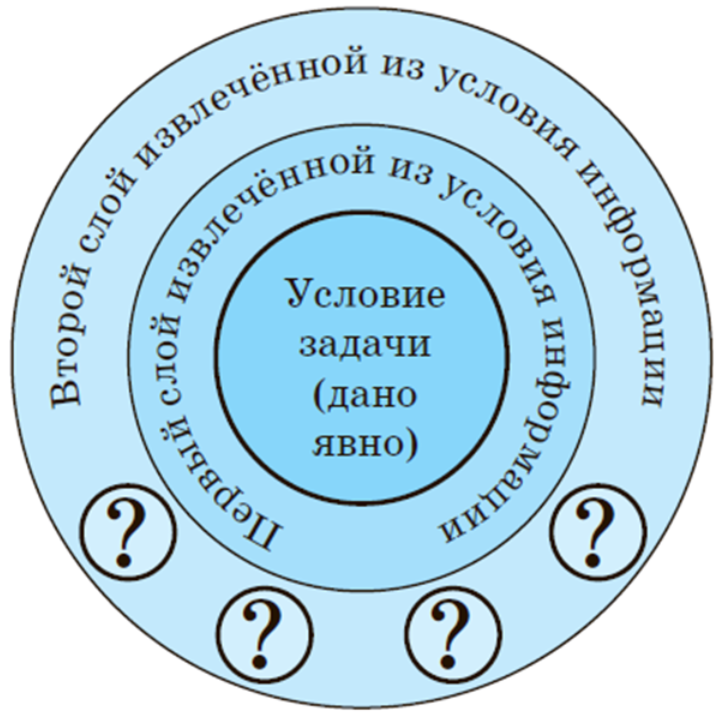 Второй слой извлечённой из условия информации
Первый слой извлечённой из условия информации
Условие
задачи
(дано
явно)
?
?
?
?